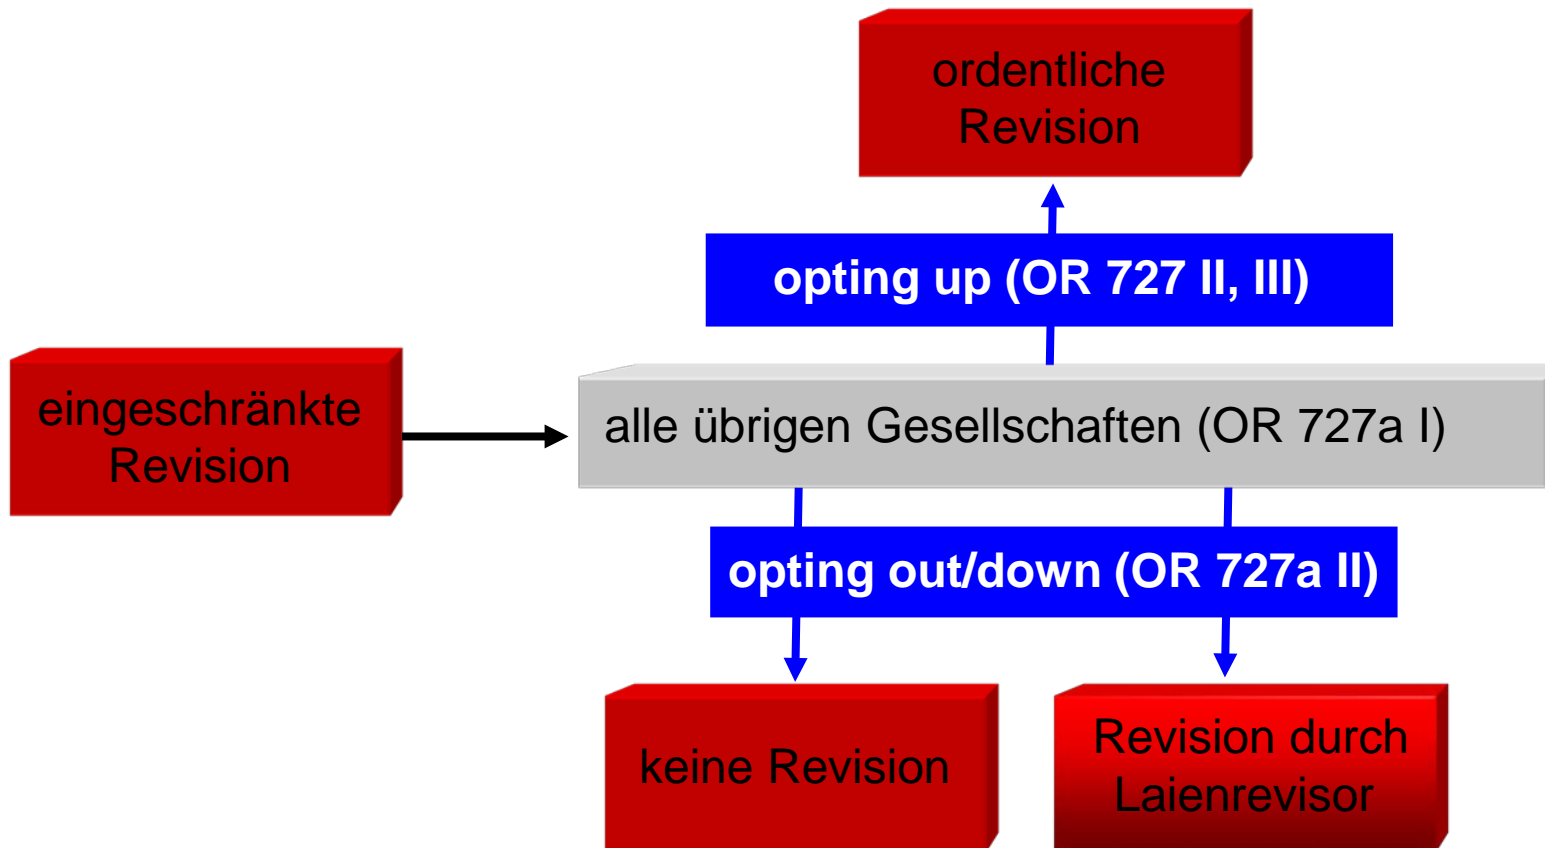 ordentliche
Revision
opting up (OR 727 II, III)
eingeschränkte
Revision
alle übrigen Gesellschaften (OR 727a I)
opting out/down (OR 727a II)
keine Revision
Revision durch
Laienrevisor